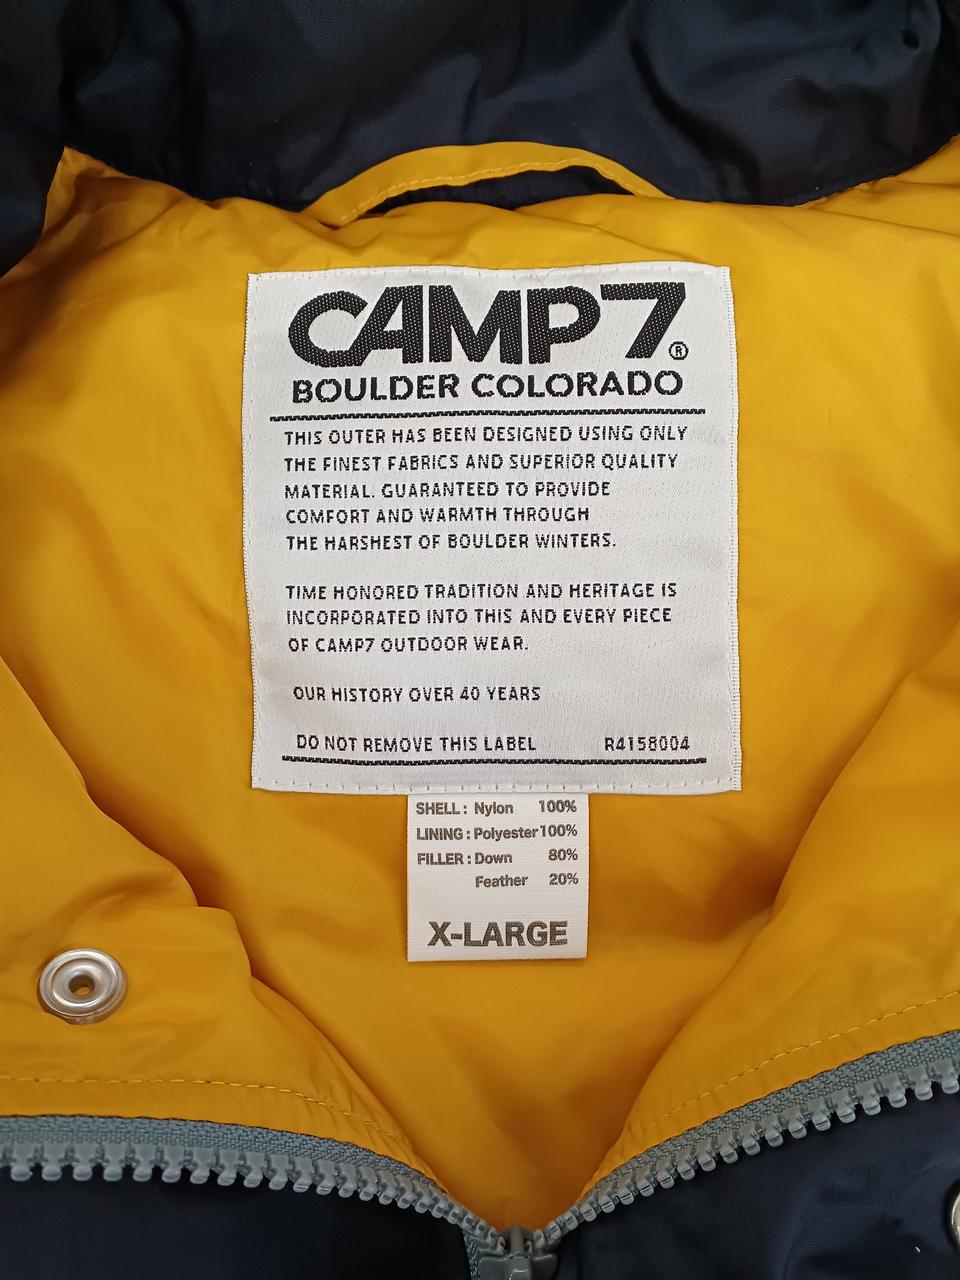 CAMP7®
BOULDER COLORADO
THIS OUTER HAS BEEN DESIGNED USING ONLY
THE FINEST FABRICS AND SUPERIOR QUALITY
MATERIAL. GUARANTEED TO PROVIDE
COMFORT AND WARMTH THROUGH
THE HARSHEST OF BOULDER WINTERS.
TIME HONORED TRADITION AND HERITAGE IS
INCORPORATED INTO THIS AND EVERY PIECE
OF CAMP7 OUTDOOR WEAR.
OUR HISTORY OVER 40 YEARS
DO NOT REMOVE THIS LABEL R4158004
SHELL: Nylon 100%
LINING: Polyester 100%
FILLER: Down 80%
Feather 20%
X-LARGE